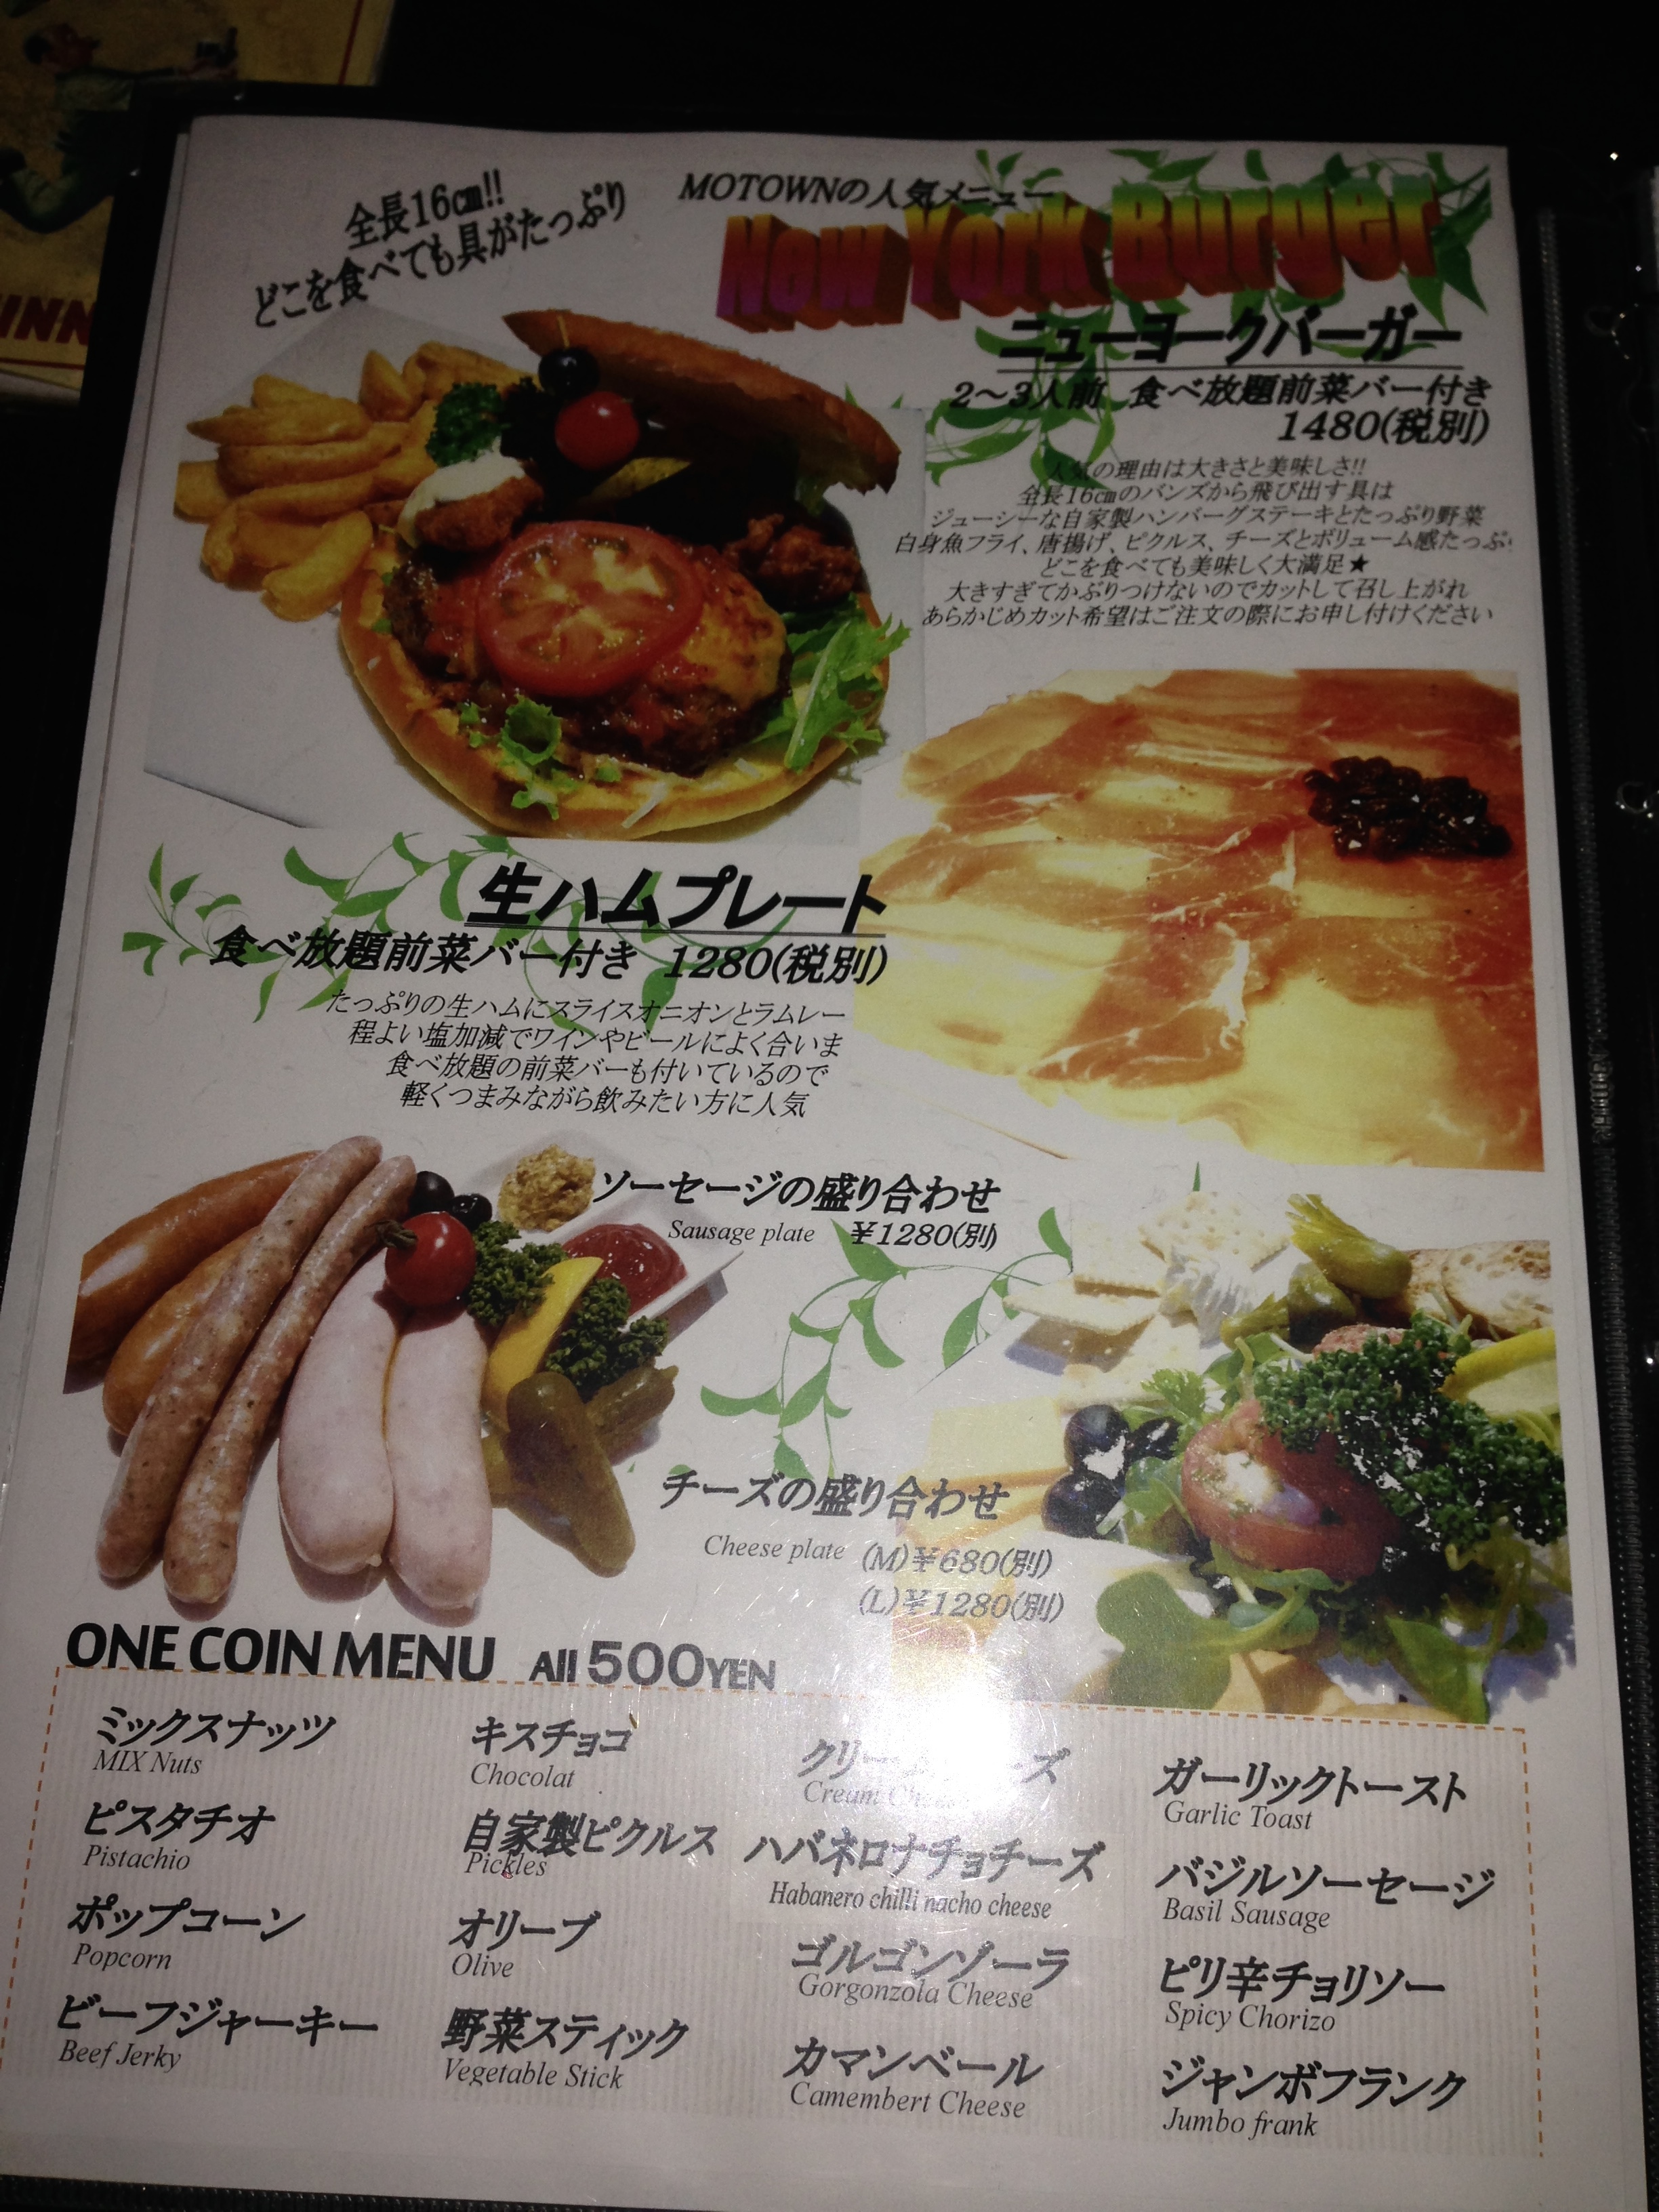 INN
全長16㎝!!
どこを食べても具がたっぷり
MOTOWNの人気メニュー
New York Burger
ニューヨークバーガー
2〜3人前 食べ放題前菜バー付き
1480(税別)
人気の理由は大きさと美味しさ!!
全長16㎝のバンズから飛び出す具は
ジューシーな自家製ハンバーグステーキとたっぷり野菜
白身魚フライ、唐揚げ、ピクルス、チーズとボリューム感たっぷ
どこを食べても美味しく大満足★
大きすぎてかぶりつけないのでカットして召し上がれ
あらかじめカット希望はご注文の際にお申し付けください
生ハムプレート
食べ放題前菜バー付き 1280(税別)
たっぷりの生ハムにスライスオニオンとラムレー
程よい塩加減でワインやビールによく合いま
食べ放題の前菜バーも付いているので
軽くつまみながら飲みたい方に人気
ソーセージの盛り合わせ
Sausage plate ¥1280(別)
チーズの盛り合わせ
Cheese plate (M)¥680(別)
(L)¥1280(別)
ONE COIN MENU All 500YEN
ミックスナッツ
MIX Nuts
ピスタチオ
Pistachio
ポップコーン
Popcorn
ビーフジャーキー
Beef Jerky
キスチョコ
Chocolat
自家製ピクルス
Pickles
オリーブ
Olive
野菜スティック
Vegetable Stick
Cream
ハバネロナチョチーズ
Habanero chilli nacho cheese
ゴルゴンゾーラ
Gorgonzola Cheese
カマンベール
Camembert Cheese
ガーリックトースト
Garlic Toast
バジルソーセージ
Basil Sausage
ピリ辛チョリソー
Spicy Chorizo
ジャンボフランク
Jumbo frank